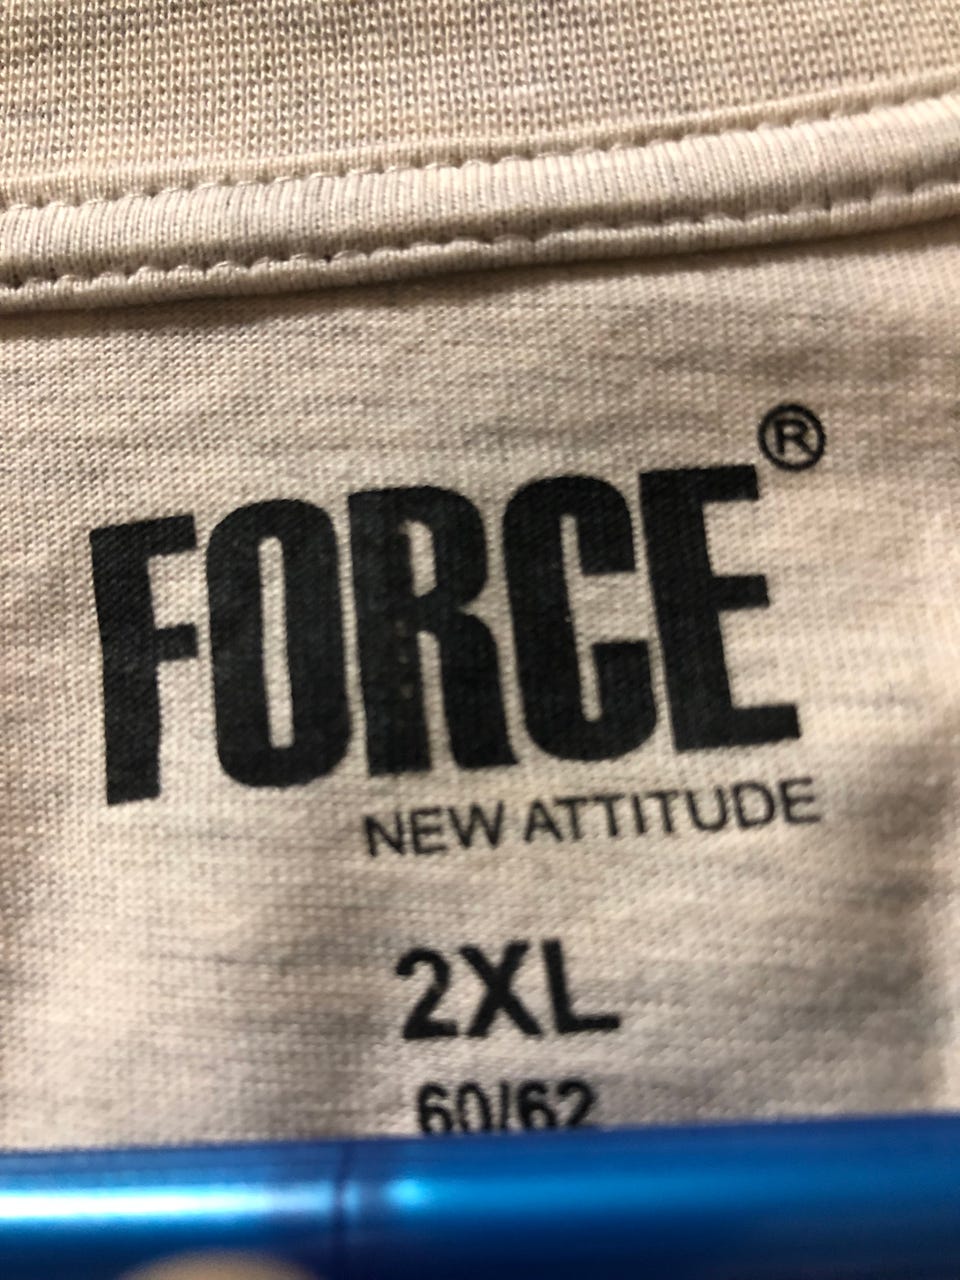 FORCE®
NEW ATTITUDE
2XL
60/62